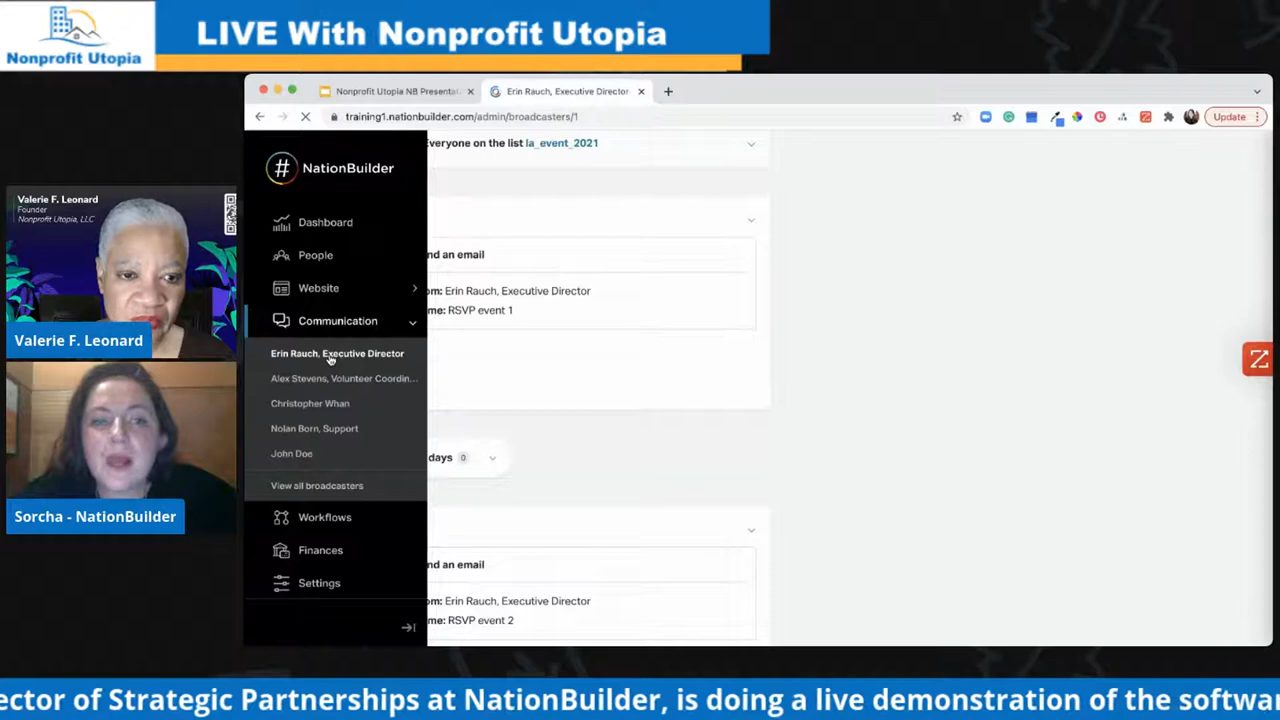 LIVE With Nonprofit Utopia
Nonprofit Utopia
Nonprofit Utopia NB Presentat
Erin Rauch, Executive Director
training1.nationbuilder.com/admin/broadcasters/1
Update
NationBuilder
Dashboard
People
Website
Communication
Erin Rauch, Executive Director
Alex Stevens, Volunteer Coordin...
Christopher Whan
Nolan Born, Support
John Doe
View all broadcasters
Workflows
Finances
Settings
Everyone on the list la_event_2021
nd an email
om: Erin Rauch, Executive Director
me: RSVP event 1
days 0
nd an email
om: Erin Rauch, Executive Director
me: RSVP event 2
Valerie F. Leonard
Founder
Nonprofit Utopia, LLC
Valerie F. Leonard
Sorcha - NationBuilder
ector of Strategic Partnerships at NationBuilder, is doing a live demonstration of the softwa